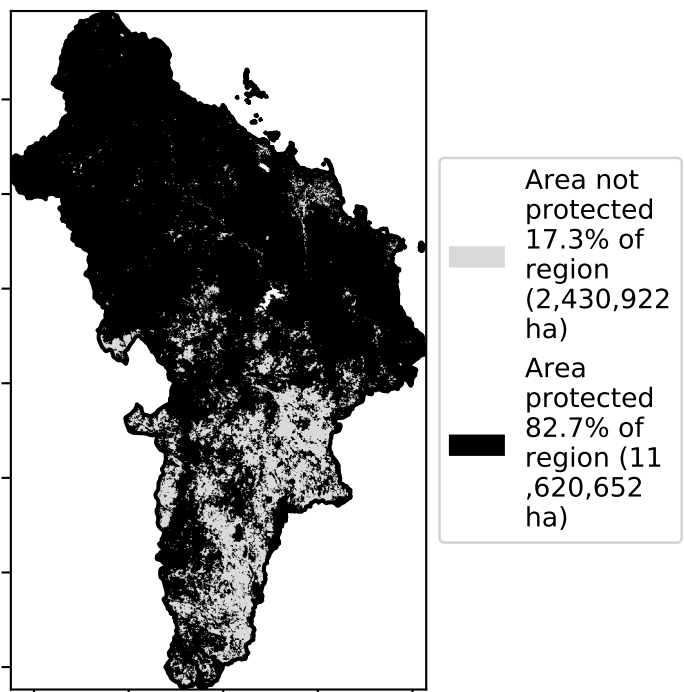 Area not
protected
17.3% of
region
(2,430,922
ha)
Area
protected
82.7% of
region (11
,620,652
ha)